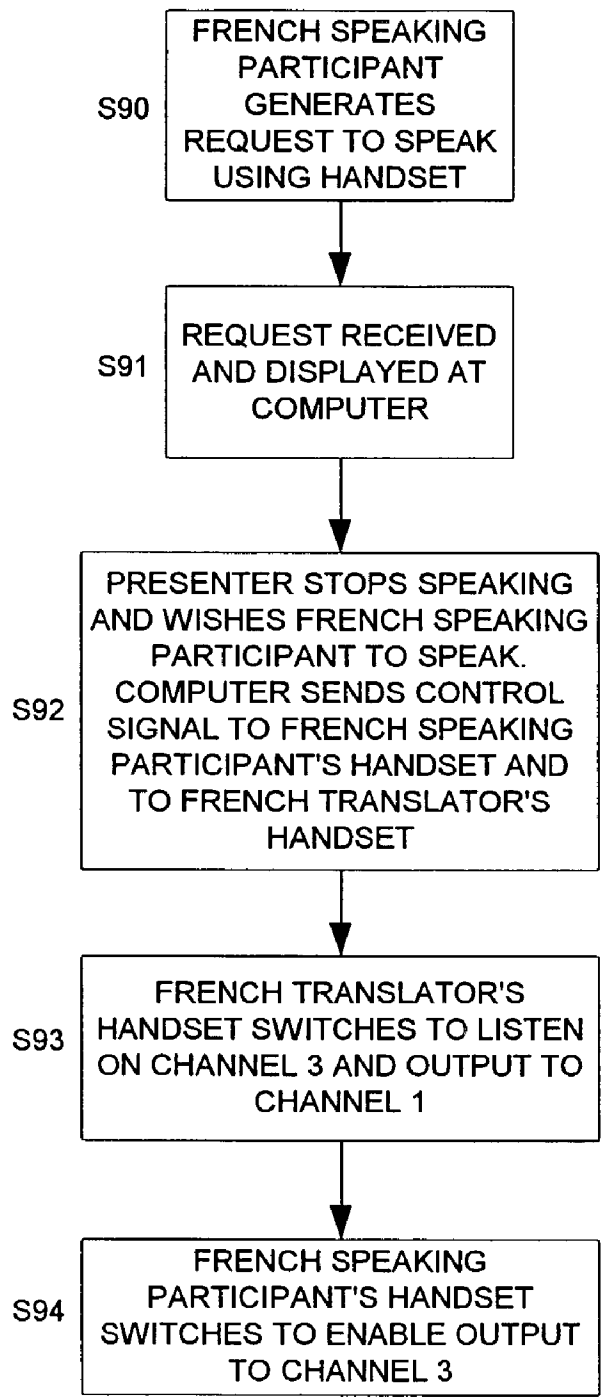 S90
FRENCH SPEAKING
PARTICIPANT
GENERATES
REQUEST TO SPEAK
USING HANDSET
S91
REQUEST RECEIVED
AND DISPLAYED AT
COMPUTER
S92
PRESENTER STOPS SPEAKING
AND WISHES FRENCH SPEAKING
PARTICIPANT TO SPEAK.
COMPUTER SENDS CONTROL
SIGNAL TO FRENCH SPEAKING
PARTICIPANT'S HANDSET AND
TO FRENCH TRANSLATOR'S
HANDSET
S93
FRENCH TRANSLATOR'S
HANDSET SWITCHES TO LISTEN
ON CHANNEL 3 AND OUTPUT TO
CHANNEL 1
S94
FRENCH SPEAKING
PARTICIPANT'S HANDSET
SWITCHES TO ENABLE OUTPUT
TO CHANNEL 3